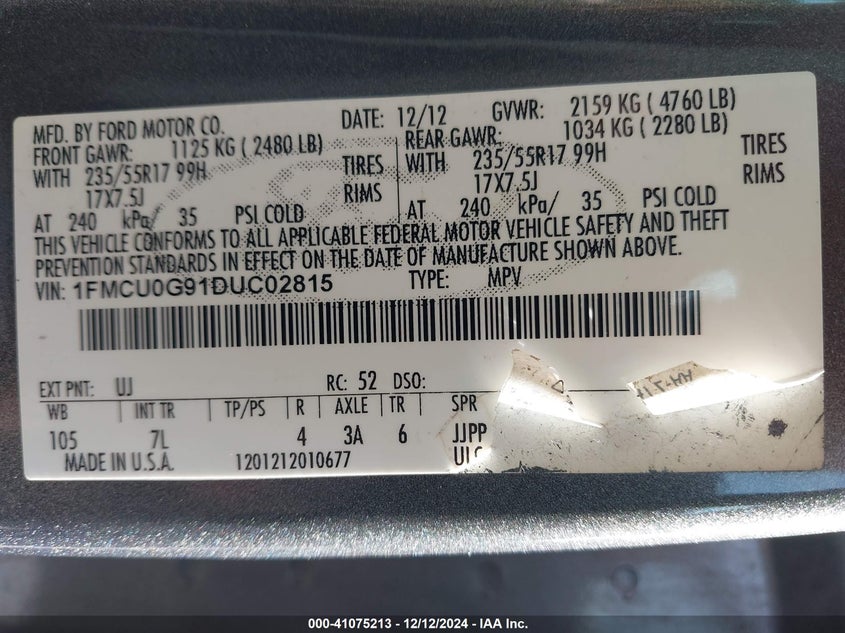 MFD. BY FORD MOTOR CO. DATE: 12/12 GVWR: 2159 KG ( 4760 LB)
FRONT GAWR: 1125 KG ( 2480 LB) REAR GAWR: 1034 KG ( 2280 LB)
WITH 235/55R17 99H TIRES WITH 235/55R17 99H TIRES
17X7.5J RIMS 17X7.5J RIMS
AT 240 kPa/ 35 PSI COLD AT 240 kPa/ 35 PSI COLD
THIS VEHICLE CONFORMS TO ALL APPLICABLE FEDERAL MOTOR VEHICLE SAFETY AND THEFT
PREVENTION STANDARDS IN EFFECT ON THE DATE OF MANUFACTURE SHOWN ABOVE.
VIN: 1FMCU0G91DUC02815 TYPE: MPV
EXT PNT: UJ RC: 52 DSO:
WB INT TR TP/PS R AXLE TR SPR
105 7L 4 3A 6 JJPP
MADE IN U.S.A. 1201212010677
000-41075213 - 12/12/2024 - IAA Inc.